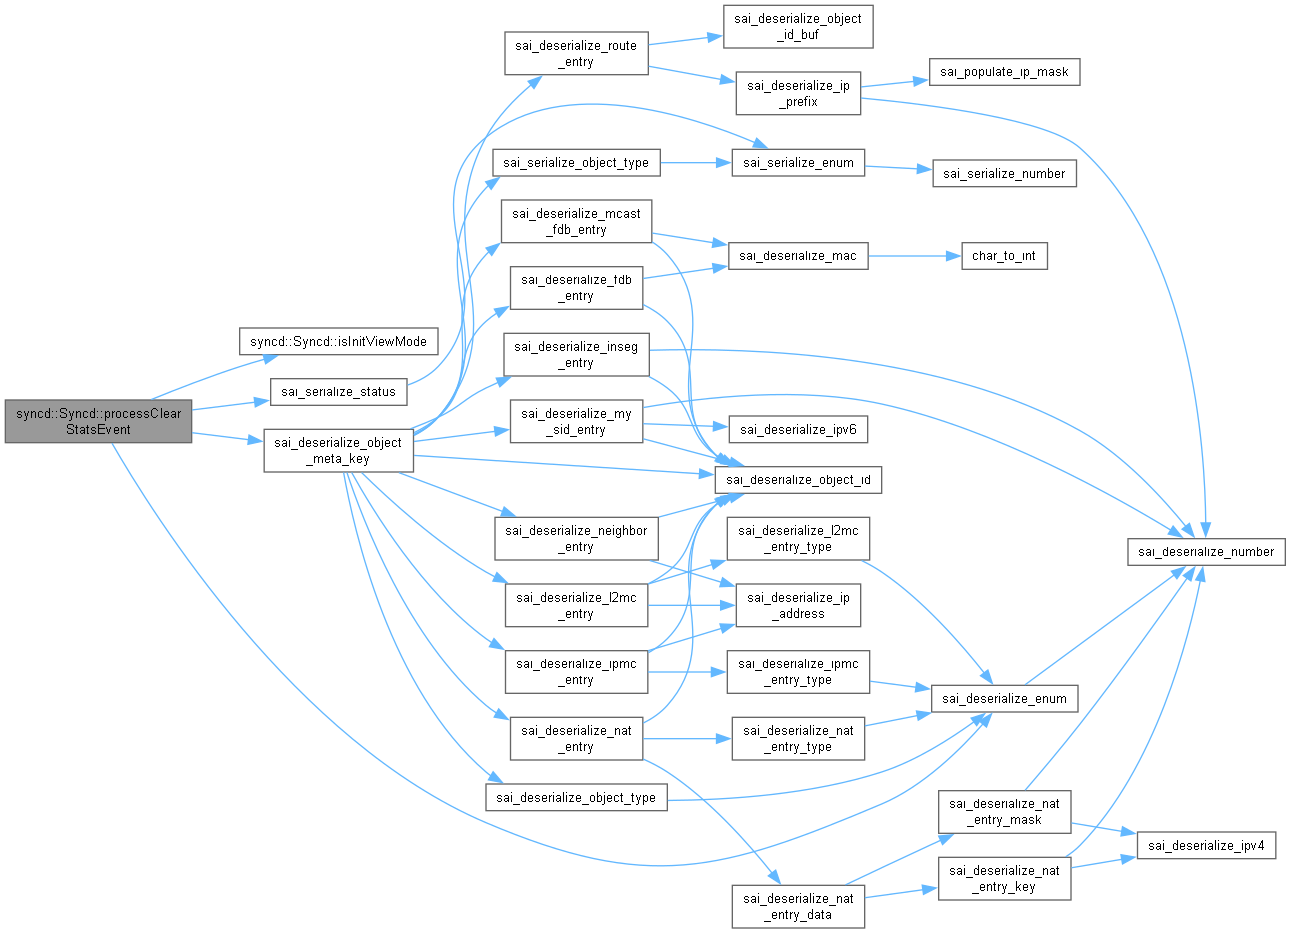 sai_deserialize_object
_id_buf
sai_deserialize_route
_entry
sai_populate_ip_mask
sai_deserialize_ip
_prefix
sai_serialize_object_type
sai_serialize_enum
sai_serialize_number
sai_deserialize_mcast
_fdb_entry
sai_deserialize_mac
char_to_int
sai_deserialize_fdb
_entry
syncd::Syncd::isInitViewMode
sai_deserialize_inseg
_entry
sai_serialize_status
syncd::Syncd::processClear
StatsEvent
sai_deserialize_my
_sid_entry
sai_deserialize_ipv6
sai_deserialize_object
_meta_key
sai_deserialize_object_id
sai_deserialize_neighbor
_entry
sai_deserialize_l2mc
_entry_type
sai_deserialize_number
sai_deserialize_l2mc
_entry
sai_deserialize_ip
_address
sai_deserialize_ipmc
_entry
sai_deserialize_ipmc
_entry_type
sai_deserialize_enum
sai_deserialize_nat
_entry
sai_deserialize_nat
_entry_type
sai_deserialize_object_type
sai_deserialize_nat
_entry_mask
sai_deserialize_ipv4
sai_deserialize_nat
_entry_key
sai_deserialize_nat
_entry_data